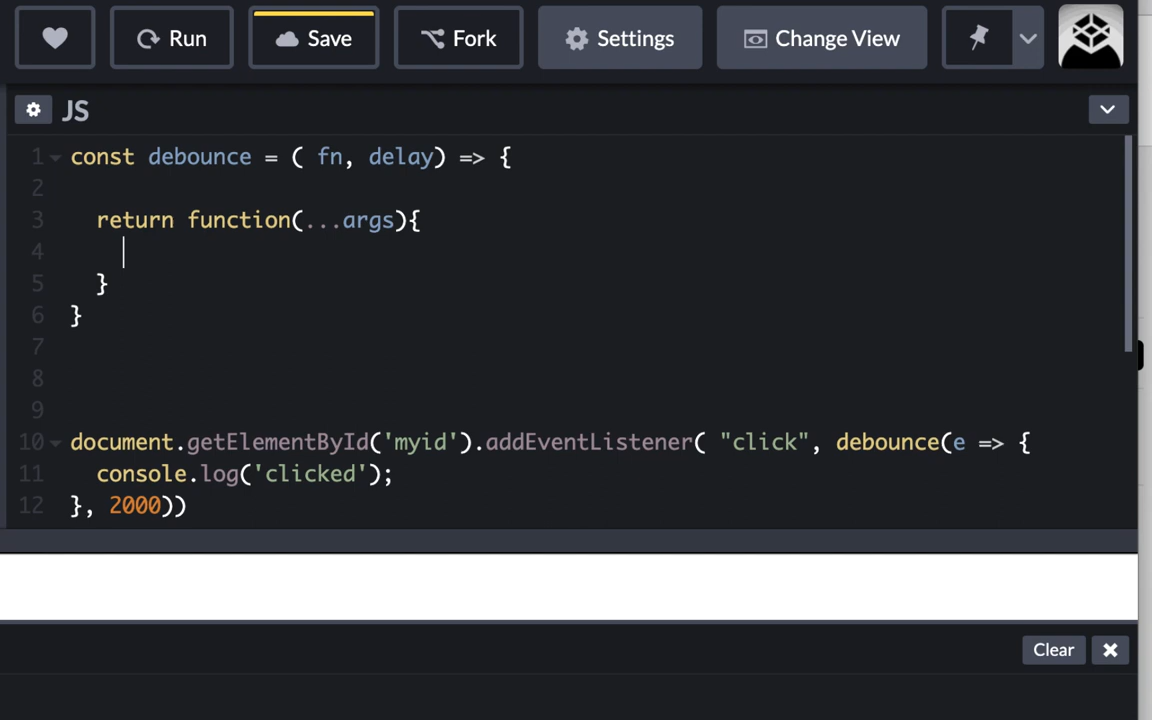 Run Save Fork Settings Change View
JS
1 const debounce = ( fn, delay) => {
2
3 return function(...args){
4
5 }
6 }
7
8
9
10 document.getElementById('myid').addEventListener( "click", debounce(e => {
11 console.log('clicked');
12 }, 2000))
Clear